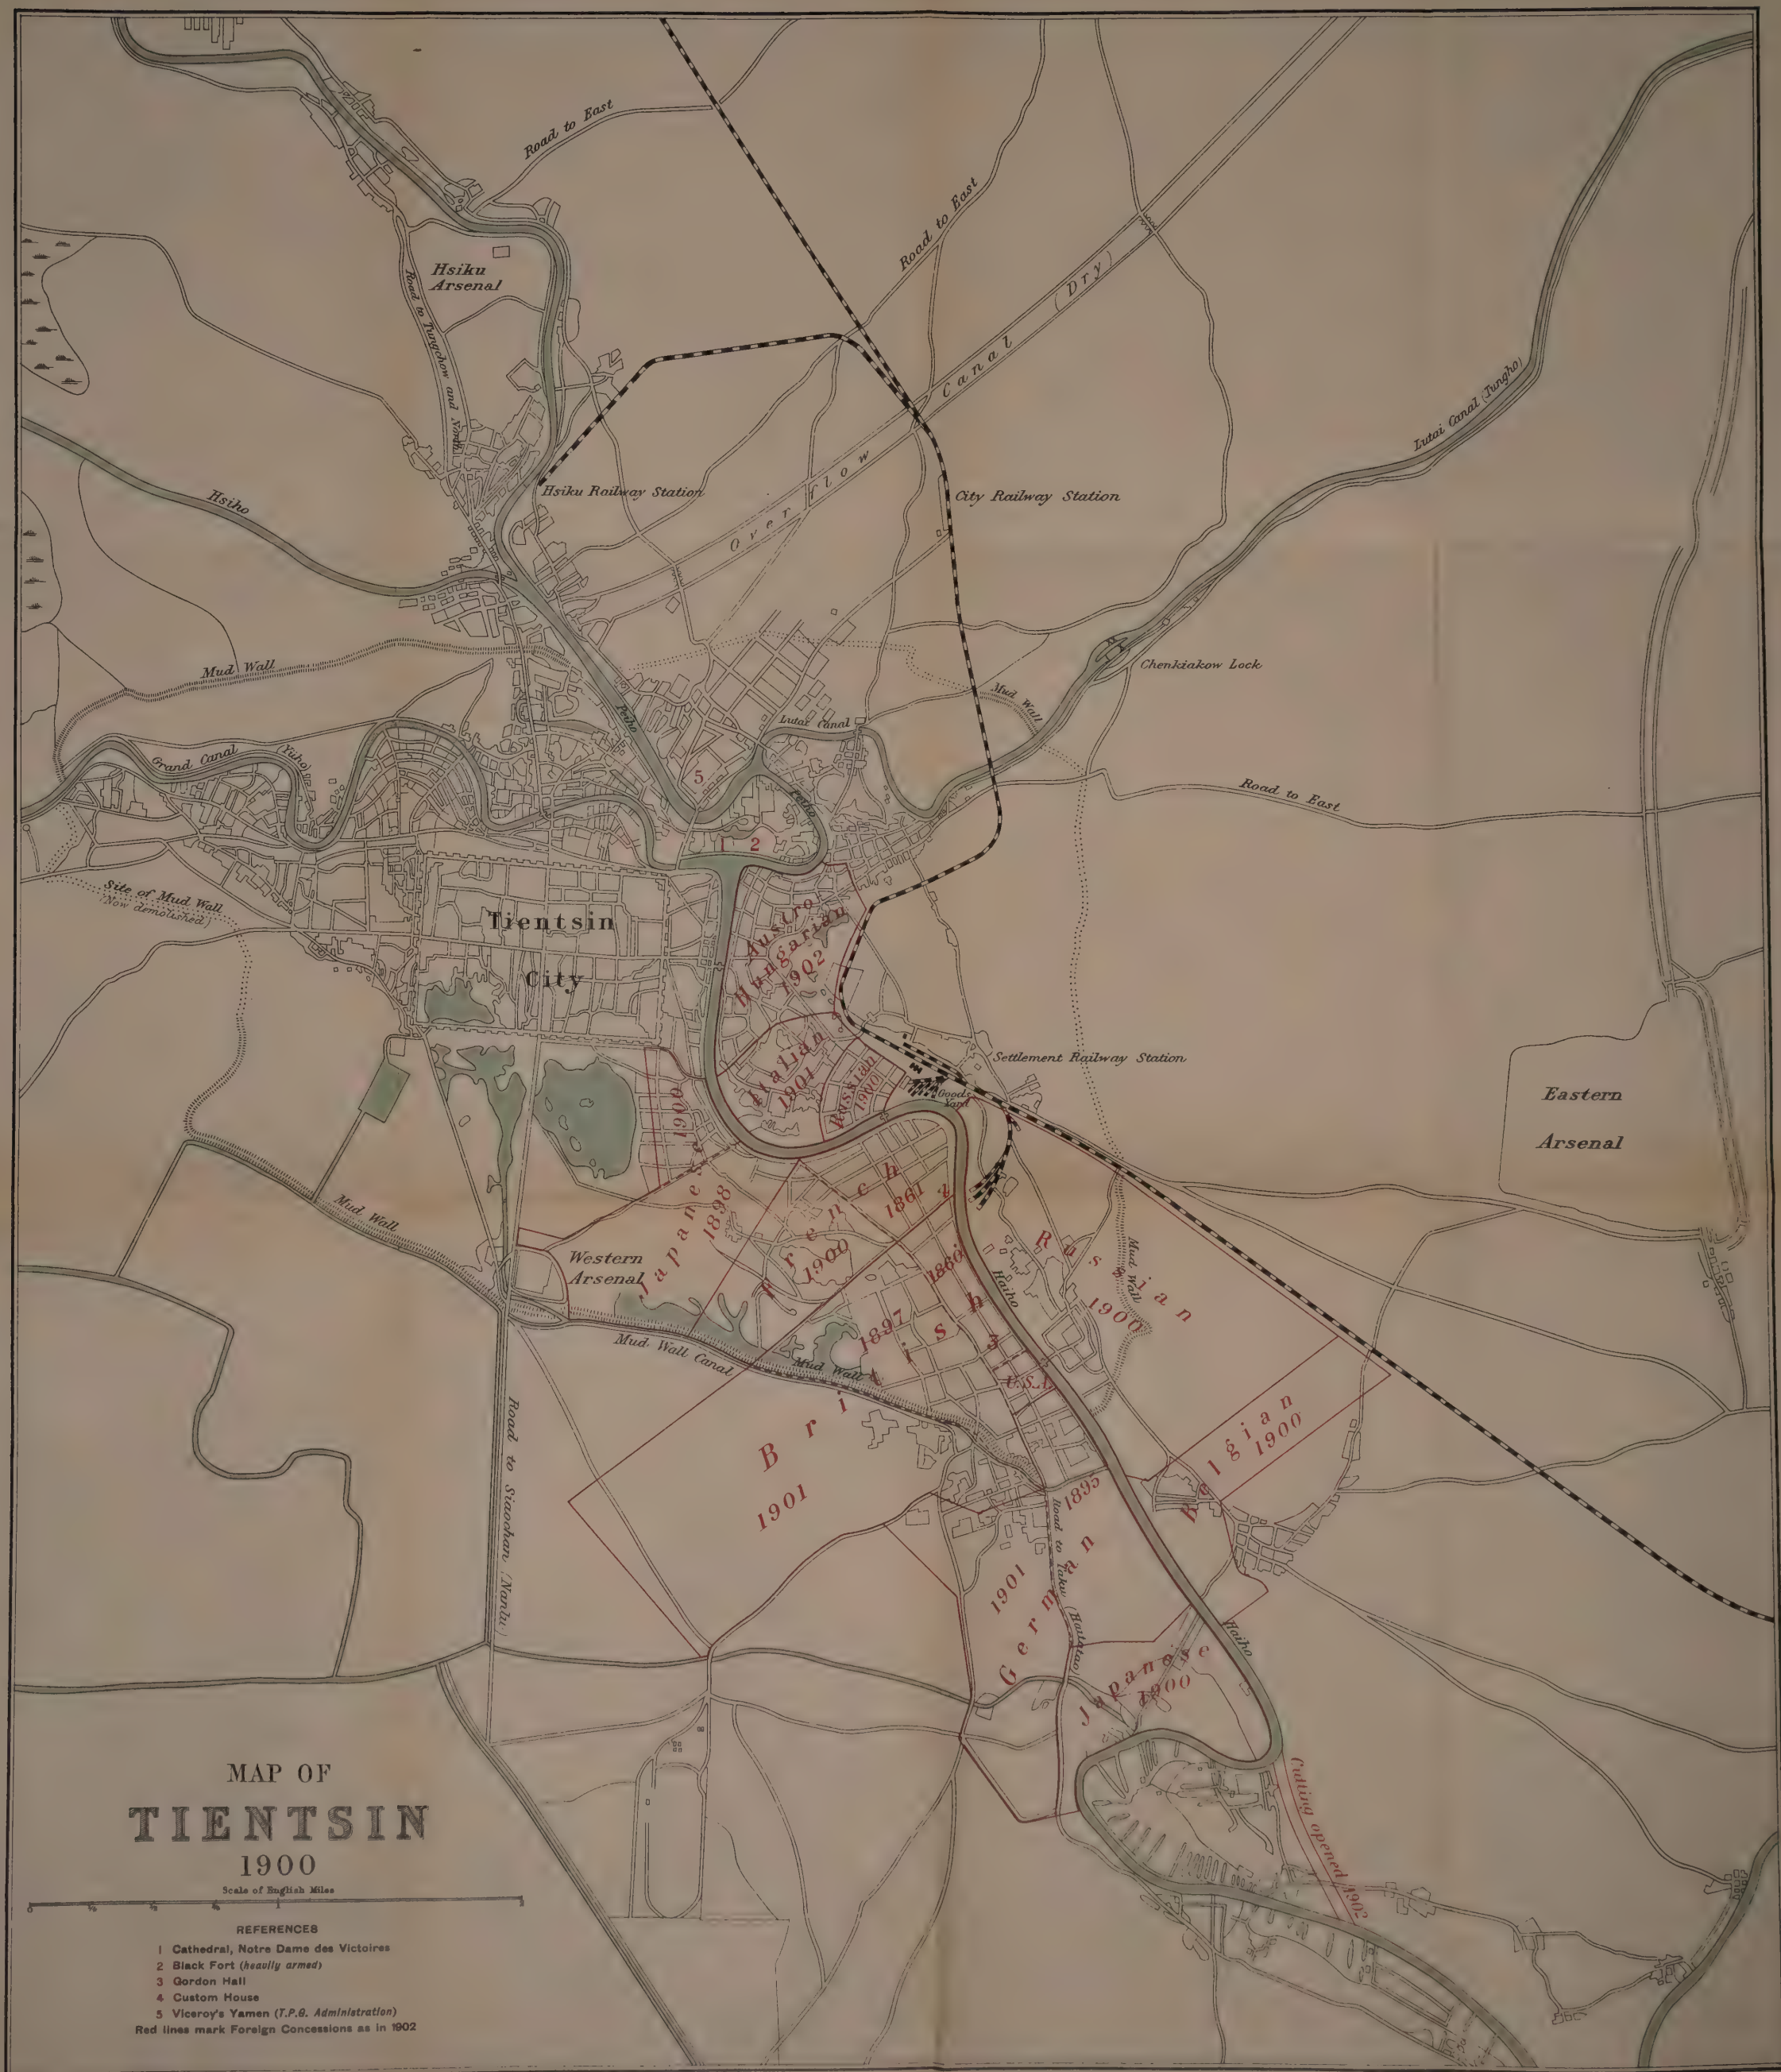 Road to East
Road to East
Hsiku
Arsenal
Road to Tungchow and North
Overflow Canal (Dry)
Lutai Canal (Tungho)
Hsiho
Hsiku Railway Station
City Railway Station
Mud Wall
Chenkiakow Lock
Mud Wall
Peiho
Lutai Canal
Grand Canal (Yuho)
5
Peiho
Road to East
1 2
Site of Mud Wall
(Now demolished)
Tientsin
City
Austro
Hungarian
1902
Italian
1901
Russian
1900
Settlement Railway Station
Goods
Yard
Eastern
Arsenal
Japanese
1900
1898
French
1861
1900
Mud Wall
Western
Arsenal
British
1860
1897
3
1901
Haiho
Russian
1900
Mud Wall
Mud Wall Canal
Mud Wall
U.S.A.
Belgian
1900
Road to Siaochan (Nanlu)
German
1895
1901
Road to Taku (Haitatao)
Haiho
Japanese
1900
Cutting opened 1902
MAP OF
TIENTSIN
1900
Scale of English Miles
REFERENCES
1 Cathedral, Notre Dame des Victoires
2 Black Fort (heavily armed)
3 Gordon Hall
4 Custom House
5 Viceroy's Yamen (T.P.G. Administration)
Red lines mark Foreign Concessions as in 1902